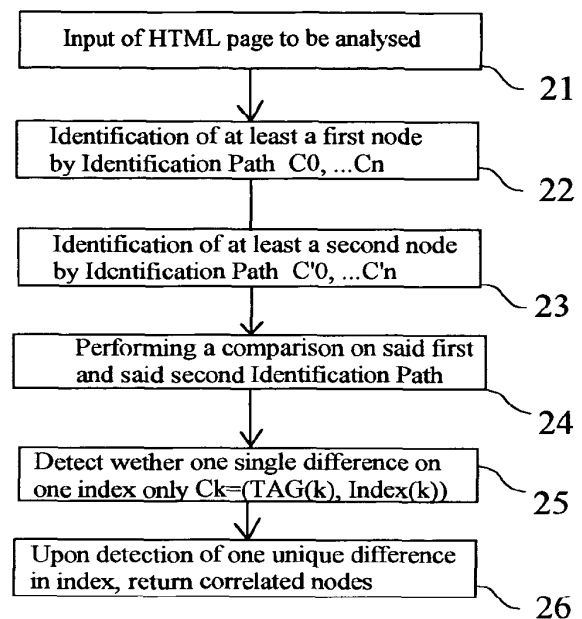 Input of HTML page to be analysed
21
Identification of at least a first node
by Identification Path C0, ...Cn
22
Identification of at least a second node
by Identification Path C'0, ...C'n
23
Performing a comparison on said first
and said second Identification Path
24
Detect wether one single difference on
one index only Ck=(TAG(k), Index(k))
25
Upon detection of one unique difference
in index, return correlated nodes
26